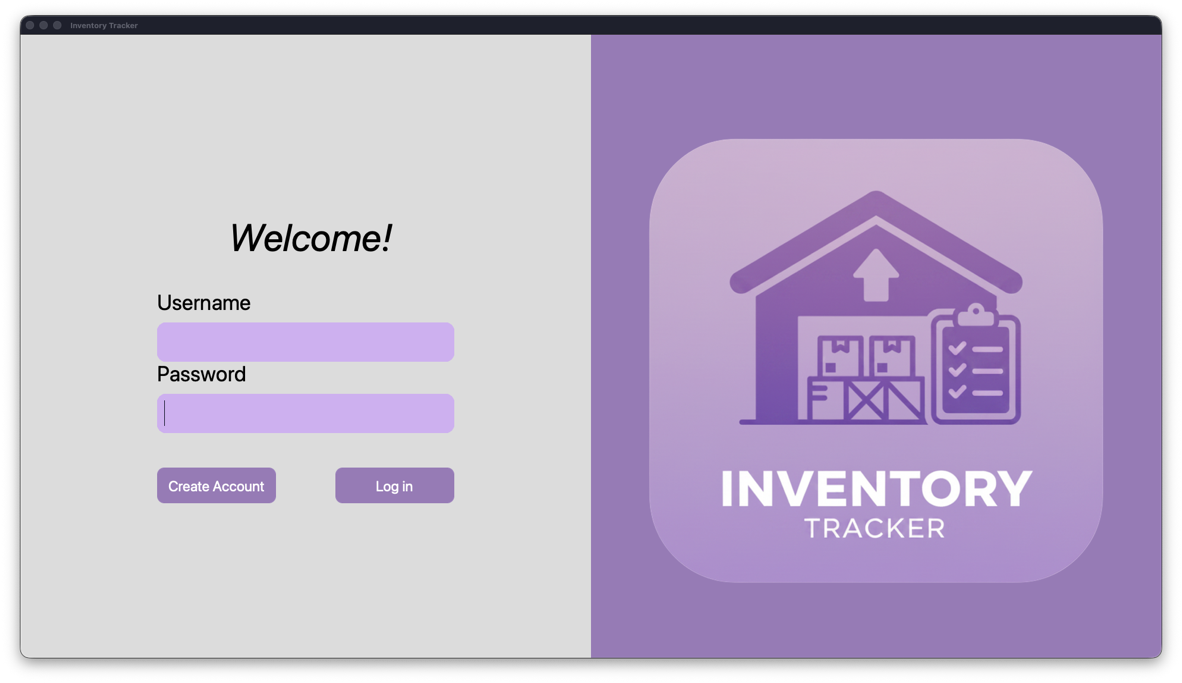 Inventory Tracker
Welcome!
Username
Password
Create Account
Log in
INVENTORY
TRACKER